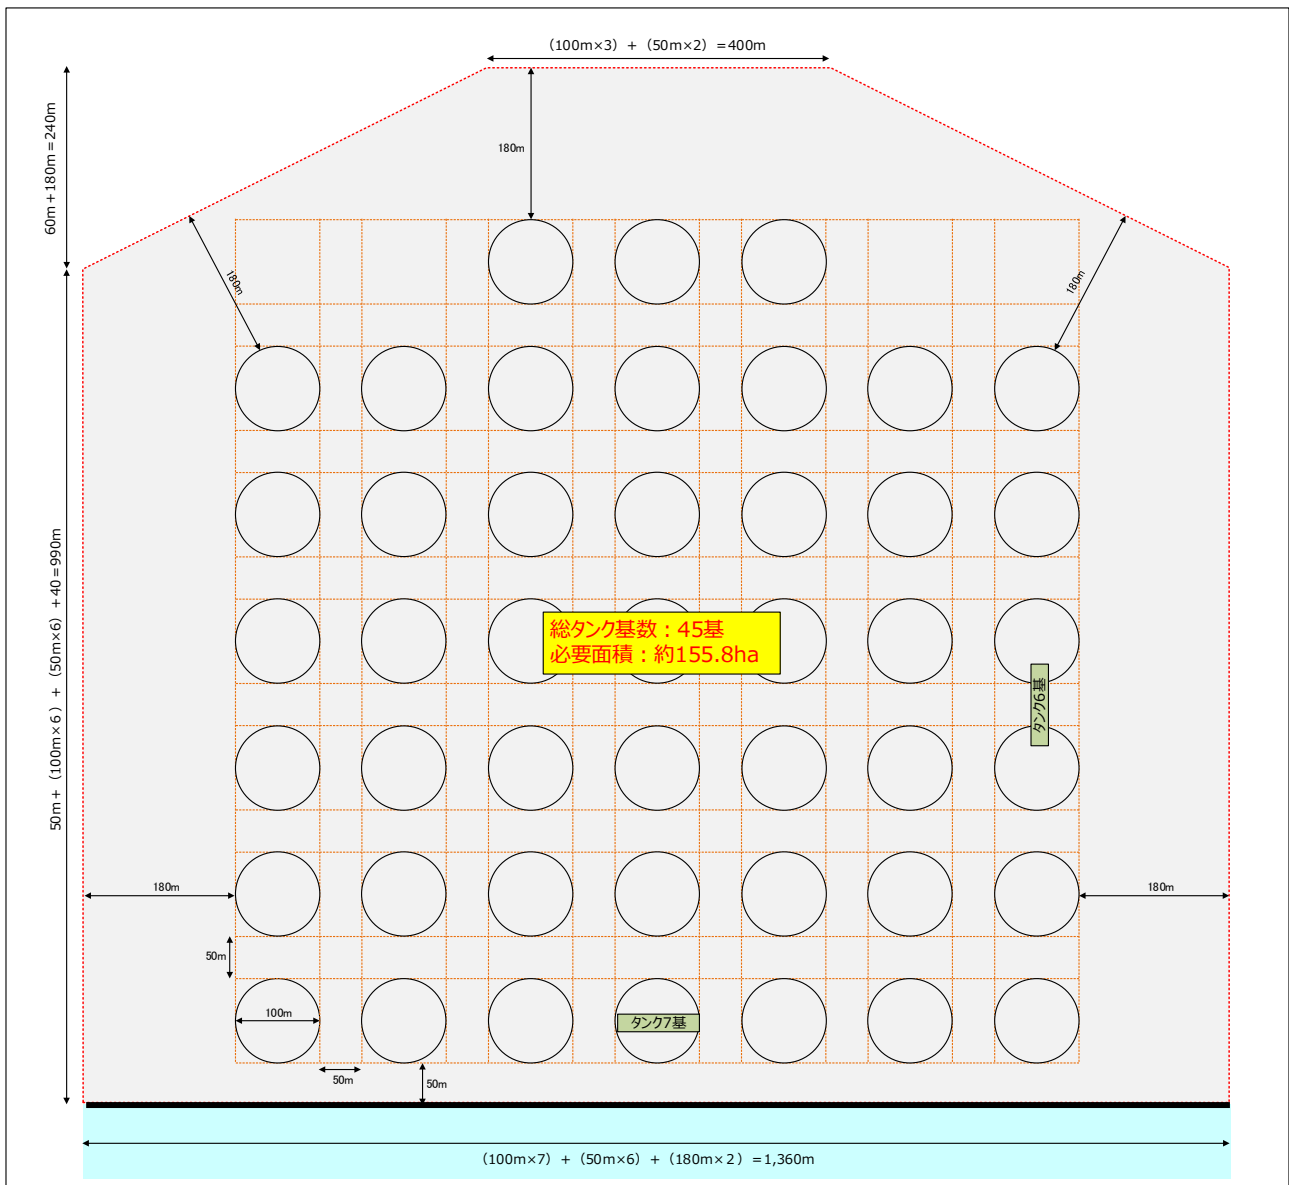 (100m×3) + (50m×2) =400m
60m+180m=240m
180m
180m
180m
50m+ (100m×6) + (50m×6) +40=990m
総タンク基数：45基
必要面積：約155.8ha
タンク6基
180m
180m
50m
100m
タンク7基
50m
50m
(100m×7) + (50m×6) + (180m×2) =1,360m